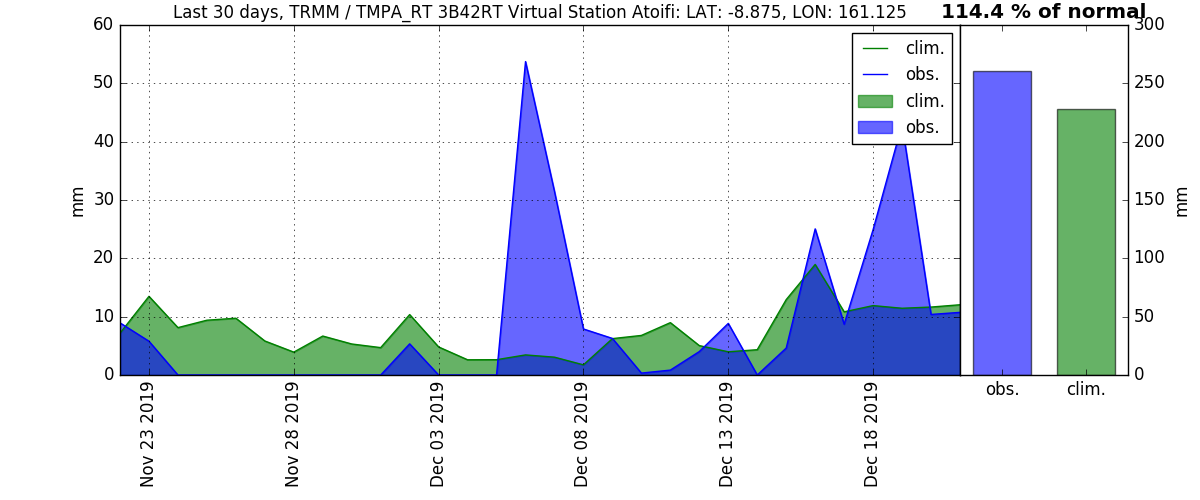 Last 30 days, TRMM / TMPA_RT 3B42RT Virtual Station Atoifi: LAT: -8.875, LON: 161.125
114.4 % of normal
60
50
40
30
20
10
0
mm
clim.
obs.
clim.
obs.
300
250
200
150
100
50
0
mm
Nov 23 2019
Nov 28 2019
Dec 03 2019
Dec 08 2019
Dec 13 2019
Dec 18 2019
obs.
clim.